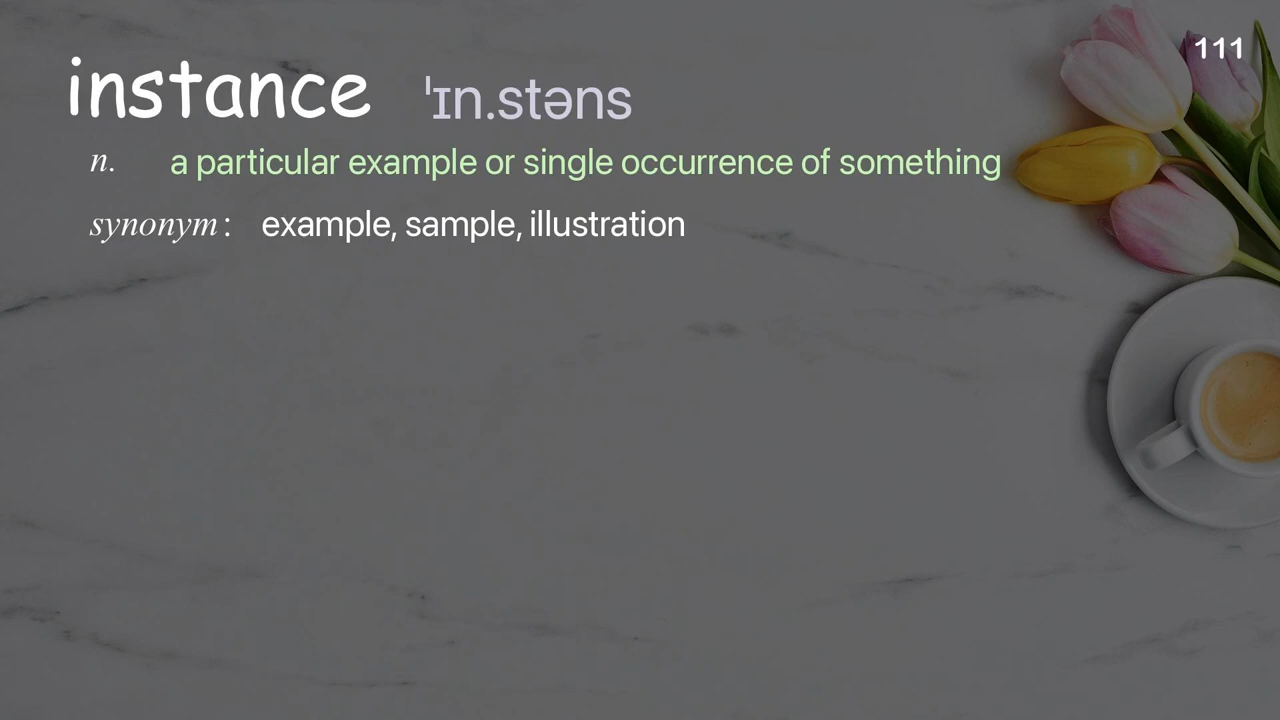 111
instance ˈɪn.stəns
n. a particular example or single occurrence of something
synonym: example, sample, illustration